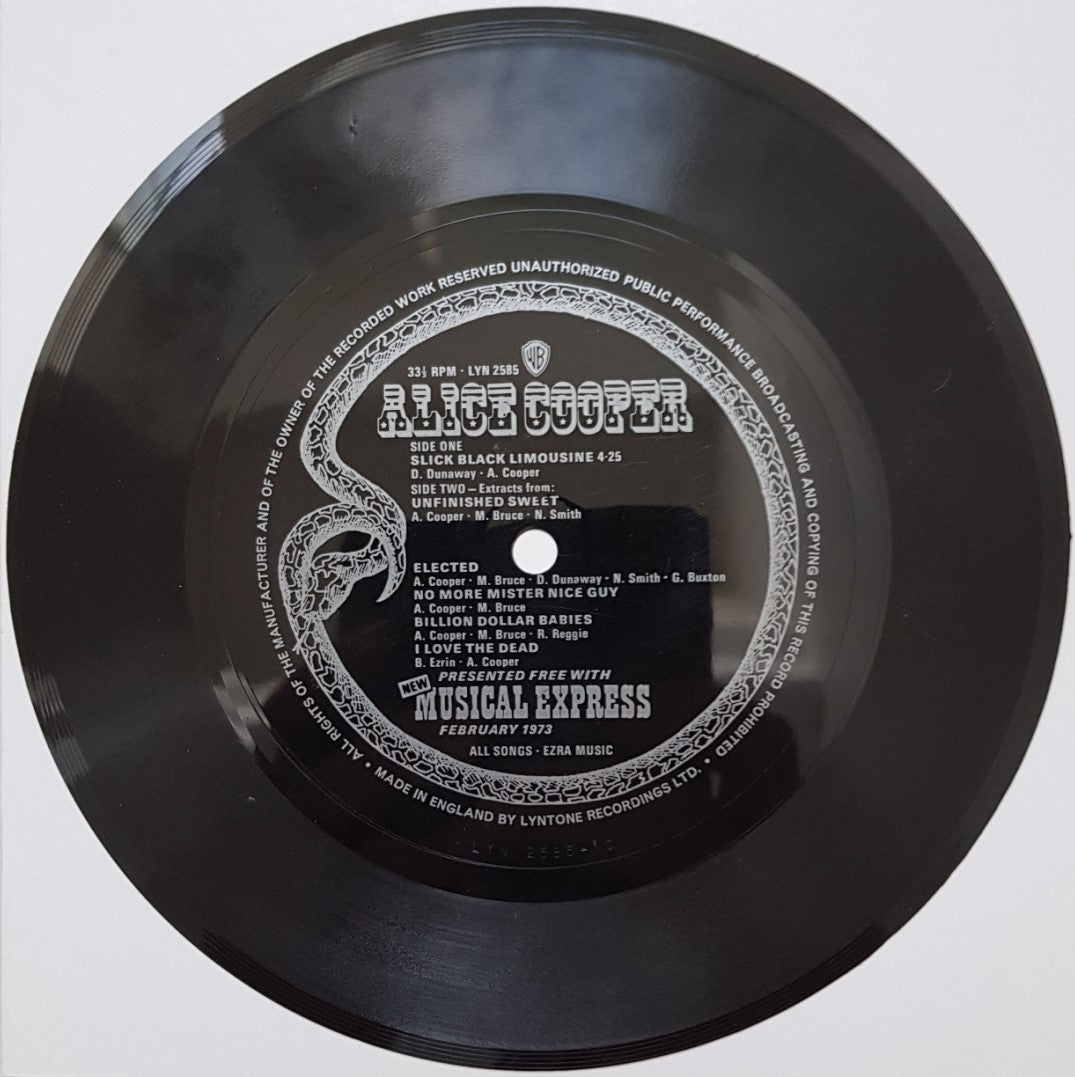 ALL RIGHTS OF THE MANUFACTURER AND OF THE OWNER OF THE RECORDED WORK RESERVED UNAUTHORIZED PUBLIC PERFORMANCE BROADCASTING AND COPYING OF THIS RECORD PROHIBITED
33⅓ RPM · LYN 2585 WB
ALICE COOPER
SIDE ONE
SLICK BLACK LIMOUSINE 4·25
D. Dunaway · A. Cooper
SIDE TWO – Extracts from:
UNFINISHED SWEET
A. Cooper · M. Bruce · N. Smith
ELECTED
A. Cooper · M. Bruce · D. Dunaway · N. Smith · G. Buxton
NO MORE MISTER NICE GUY
A. Cooper · M. Bruce
BILLION DOLLAR BABIES
A. Cooper · M. Bruce · R. Reggie
I LOVE THE DEAD
B. Ezrin · A. Cooper
PRESENTED FREE WITH
NEW
MUSICAL EXPRESS
FEBRUARY 1973
ALL SONGS · EZRA MUSIC
• MADE IN ENGLAND BY LYNTONE RECORDINGS LTD. •